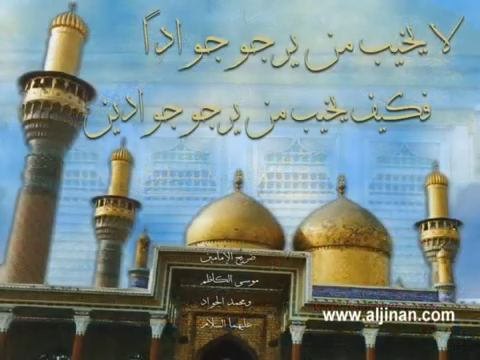 لا يخيب من يرجو جواداً
فكيف يخيب من يرجو جوادين
ضريح الإمامين
موسى الكاظم
ومحمد الجواد
عليهما السلام
www.aljinan.com